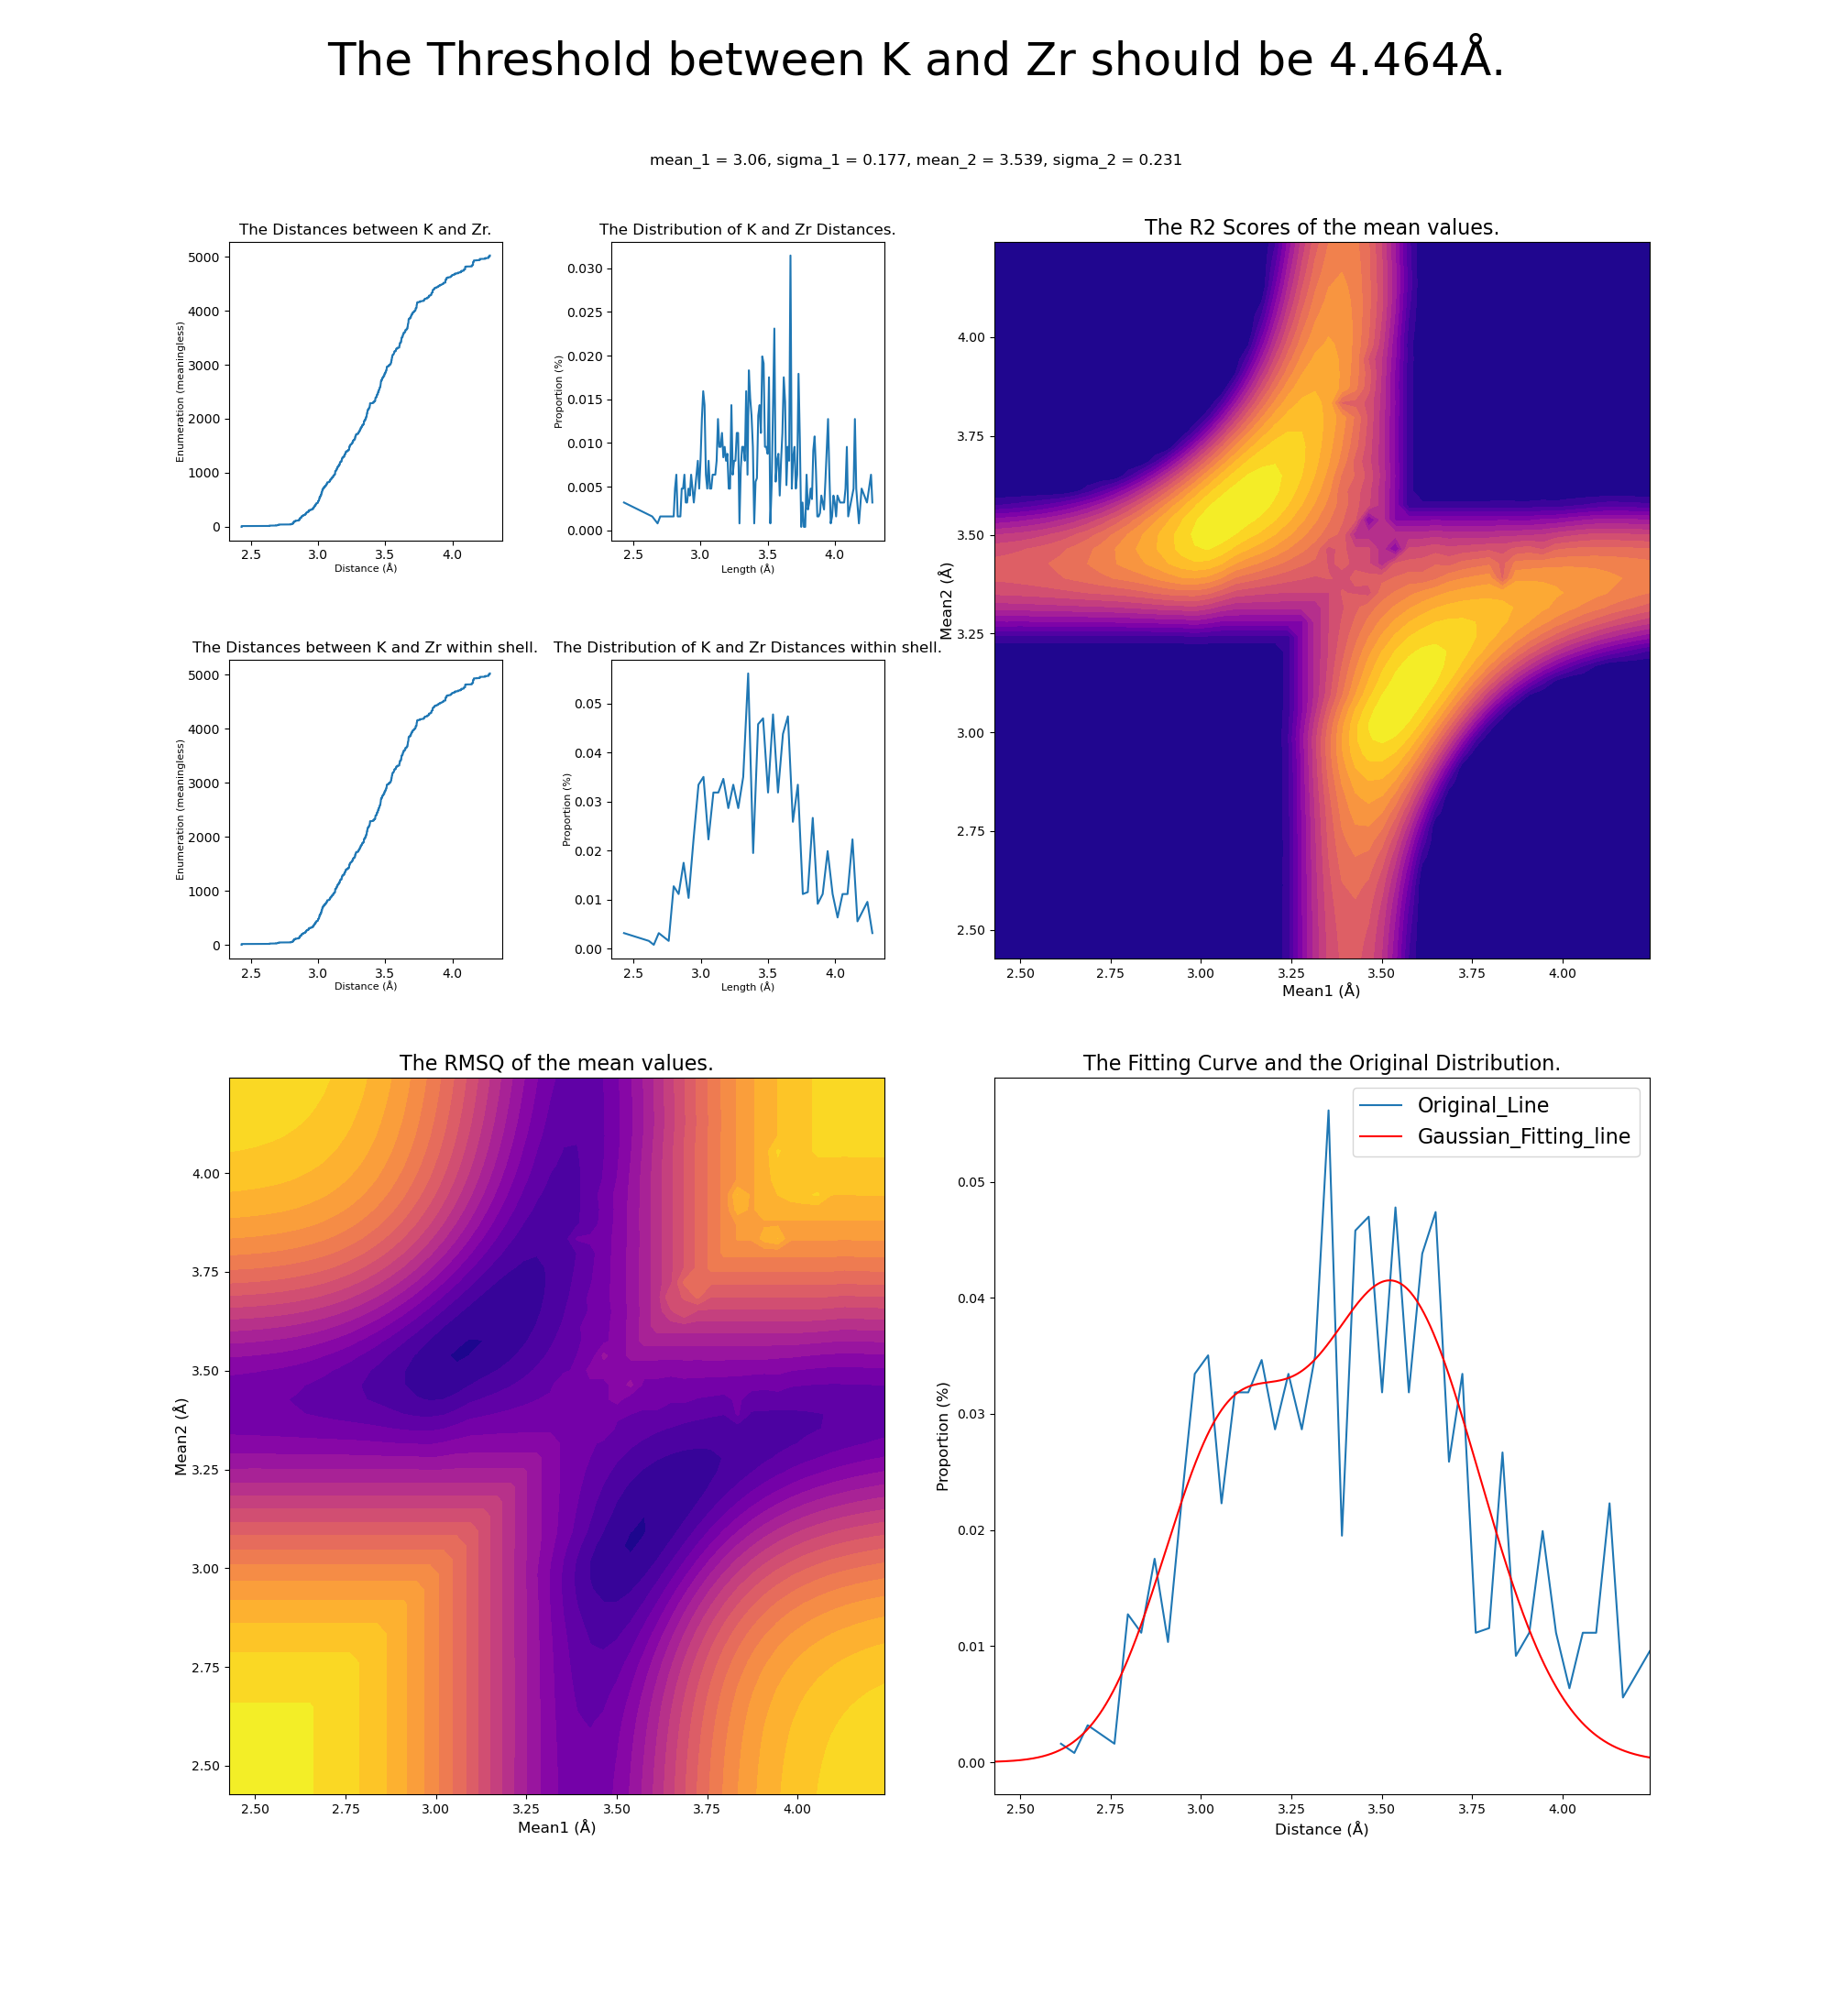 The Threshold between K and Zr should be 4.464Å.
mean_1 = 3.06, sigma_1 = 0.177, mean_2 = 3.539, sigma_2 = 0.231
The Distances between K and Zr.
5000
4000
3000
2000
1000
0
Enumeration (meaningless)
2.5 3.0 3.5 4.0
Distance (Å)
The Distribution of K and Zr Distances.
0.030
0.025
0.020
0.015
0.010
0.005
0.000
Proportion (%)
2.5 3.0 3.5 4.0
Length (Å)
The R2 Scores of the mean values.
4.00
3.75
3.50
3.25
3.00
2.75
2.50
Mean2 (Å)
2.50 2.75 3.00 3.25 3.50 3.75 4.00
Mean1 (Å)
The Distances between K and Zr within shell.
5000
4000
3000
2000
1000
0
Enumeration (meaningless)
2.5 3.0 3.5 4.0
Distance (Å)
The Distribution of K and Zr Distances within shell.
0.05
0.04
0.03
0.02
0.01
0.00
Proportion (%)
2.5 3.0 3.5 4.0
Length (Å)
The RMSQ of the mean values.
4.00
3.75
3.50
3.25
3.00
2.75
2.50
Mean2 (Å)
2.50 2.75 3.00 3.25 3.50 3.75 4.00
Mean1 (Å)
The Fitting Curve and the Original Distribution.
Original_Line
Gaussian_Fitting_line
0.05
0.04
0.03
0.02
0.01
0.00
Proportion (%)
2.50 2.75 3.00 3.25 3.50 3.75 4.00
Distance (Å)